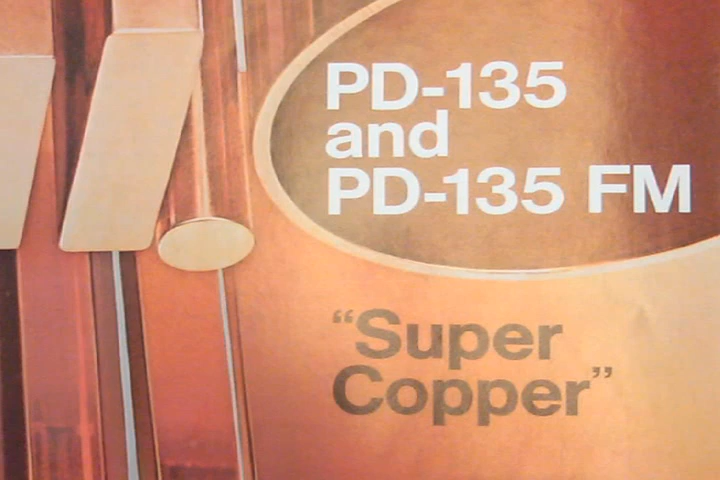 PD-135
and
PD-135 FM
“Super
Copper”